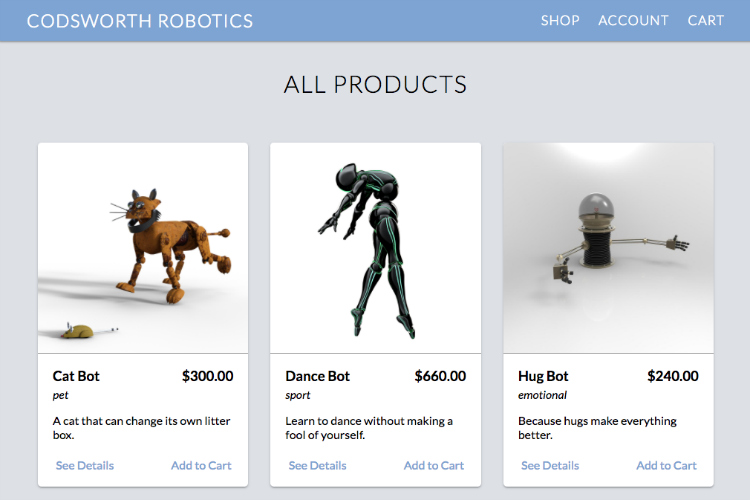 CODSWORTH ROBOTICS
SHOP ACCOUNT CART
ALL PRODUCTS
Cat Bot $300.00
pet
A cat that can change its own litter
box.
See Details Add to Cart
Dance Bot $660.00
sport
Learn to dance without making a
fool of yourself.
See Details Add to Cart
Hug Bot $240.00
emotional
Because hugs make everything
better.
See Details Add to Cart